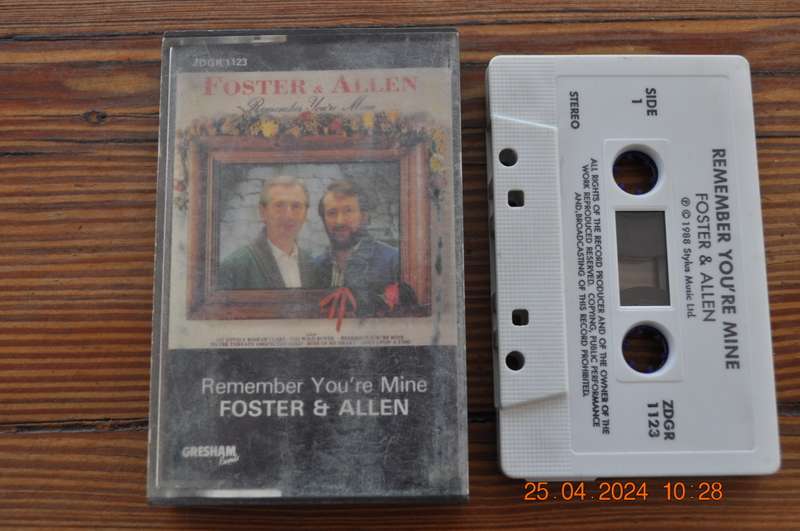 ZDGR 1123
FOSTER & ALLEN
Remember You're Mine
Remember You're Mine
FOSTER & ALLEN
GRESHAM
SIDE
1
STEREO
REMEMBER YOU'RE MINE
FOSTER & ALLEN
℗ © 1988 Stylus Music Ltd.
ALL RIGHTS OF THE RECORD PRODUCER AND OF THE OWNER OF THE
WORK REPRODUCED RESERVED. COPYING, PUBLIC PERFORMANCE
AND, BROADCASTING OF THIS RECORD PROHIBITED.
ZDGR
1123
25.04.2024 10:28